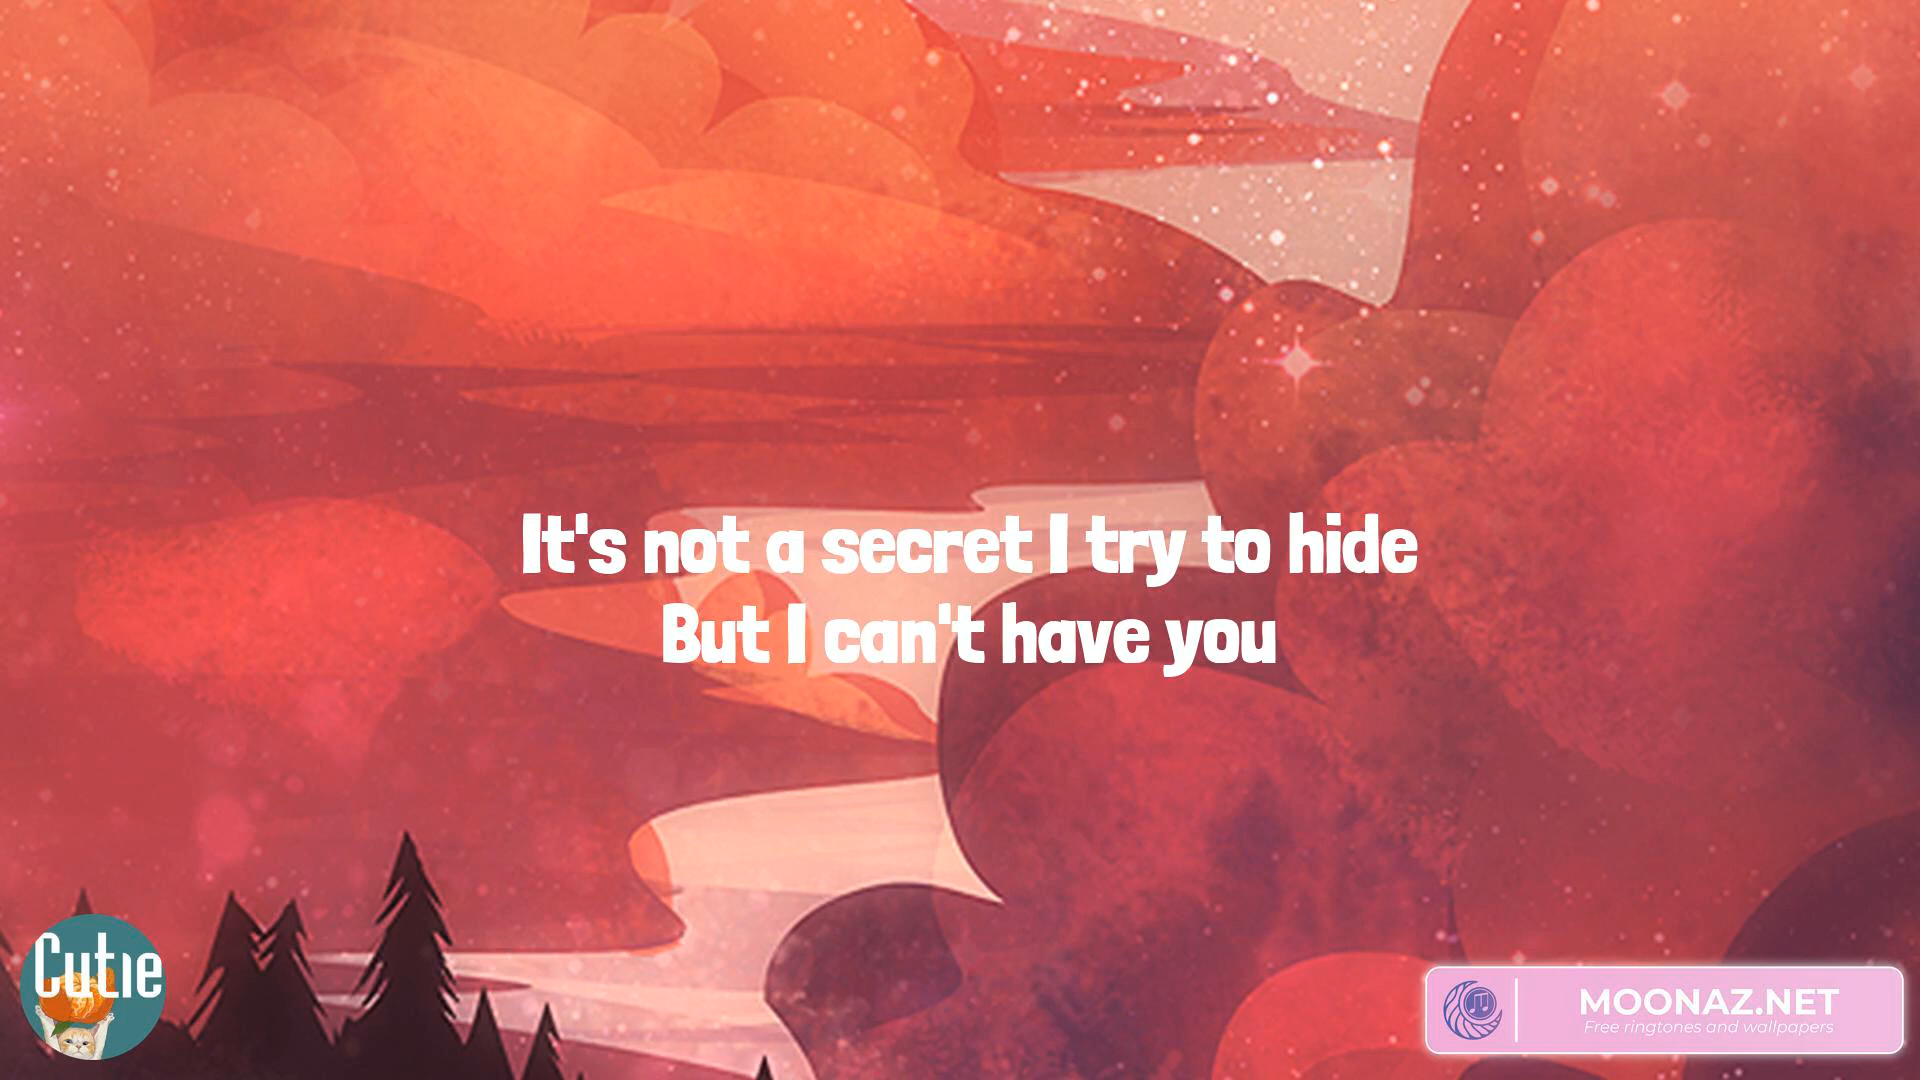 It's not a secret I try to hide
But I can't have you
Cutie
MOONAZ.NET
Free ringtones and wallpapers